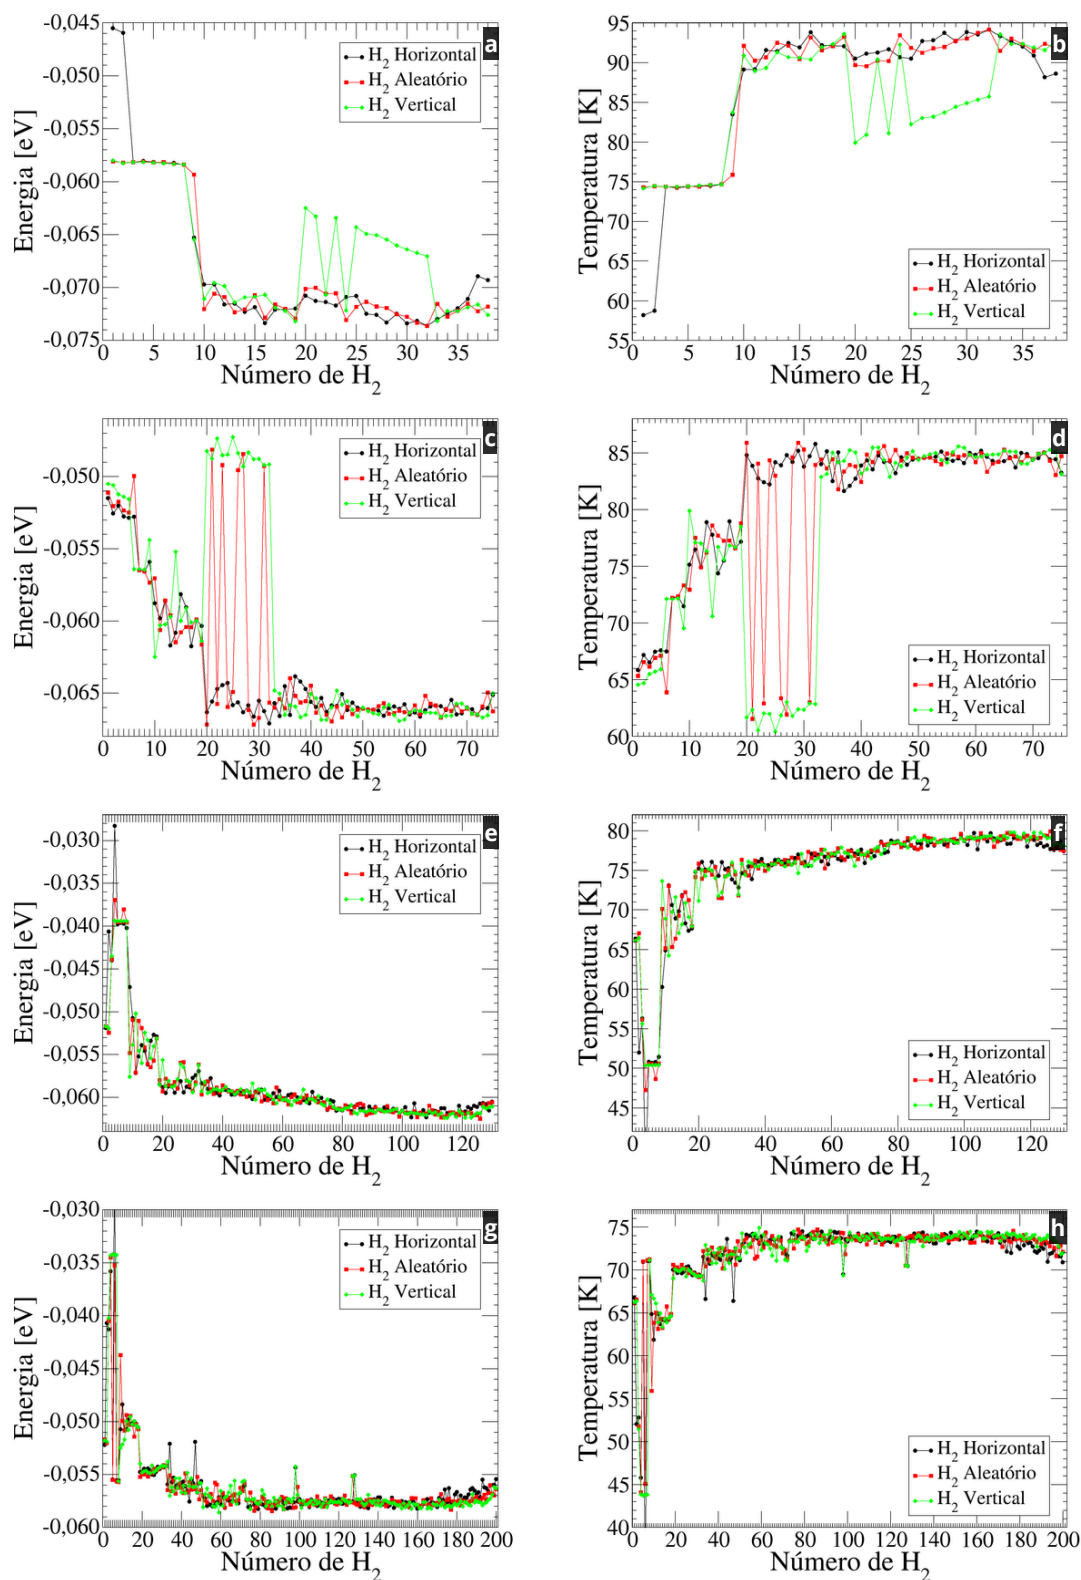 a
Energia [eV]
-0,045
-0,050
-0,055
-0,060
-0,065
-0,070
-0,075
0 5 10 15 20 25 30 35
Número de H₂
H₂ Horizontal
H₂ Aleatório
H₂ Vertical
b
Temperatura [K]
95
90
85
80
75
70
65
60
55
0 5 10 15 20 25 30 35
Número de H₂
H₂ Horizontal
H₂ Aleatório
H₂ Vertical
c
Energia [eV]
-0,050
-0,055
-0,060
-0,065
0 10 20 30 40 50 60 70
Número de H₂
H₂ Horizontal
H₂ Aleatório
H₂ Vertical
d
Temperatura [K]
85
80
75
70
65
60
0 10 20 30 40 50 60 70
Número de H₂
H₂ Horizontal
H₂ Aleatório
H₂ Vertical
e
Energia [eV]
-0,030
-0,035
-0,040
-0,045
-0,050
-0,055
-0,060
0 20 40 60 80 100 120
Número de H₂
H₂ Horizontal
H₂ Aleatório
H₂ Vertical
f
Temperatura [K]
80
75
70
65
60
55
50
45
0 20 40 60 80 100 120
Número de H₂
H₂ Horizontal
H₂ Aleatório
H₂ Vertical
g
Energia [eV]
-0,030
-0,035
-0,040
-0,045
-0,050
-0,055
-0,060
0 20 40 60 80 100 120 140 160 180 200
Número de H₂
H₂ Horizontal
H₂ Aleatório
H₂ Vertical
h
Temperatura [K]
75
70
65
60
55
50
45
40
0 20 40 60 80 100 120 140 160 180 200
Número de H₂
H₂ Horizontal
H₂ Aleatório
H₂ Vertical